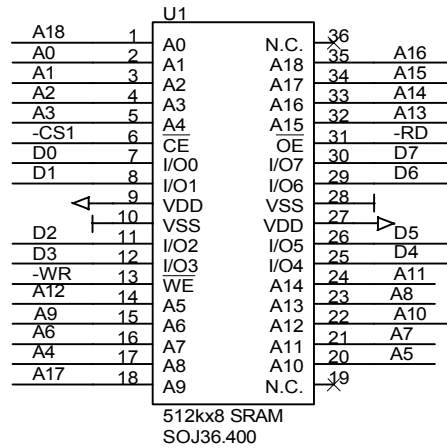 U1
A18 1 A0 N.C. 36
A0 2 A1 A18 35 A16
A1 3 A2 A17 34 A15
A2 4 A3 A16 33 A14
A3 5 A4 A15 32 A13
-CS1 6 CE OE 31 -RD
D0 7 I/O0 I/O7 30 D7
D1 8 I/O1 I/O6 29 D6
9 VDD VSS 28
10 VSS VDD 27
D2 11 I/O2 I/O5 26 D5
D3 12 I/O3 I/O4 25 D4
-WR 13 WE A14 24 A11
A12 14 A5 A13 23 A8
A9 15 A6 A12 22 A10
A6 16 A7 A11 21 A7
A4 17 A8 A10 20 A5
A17 18 A9 N.C. 19
512kx8 SRAM
SOJ36.400